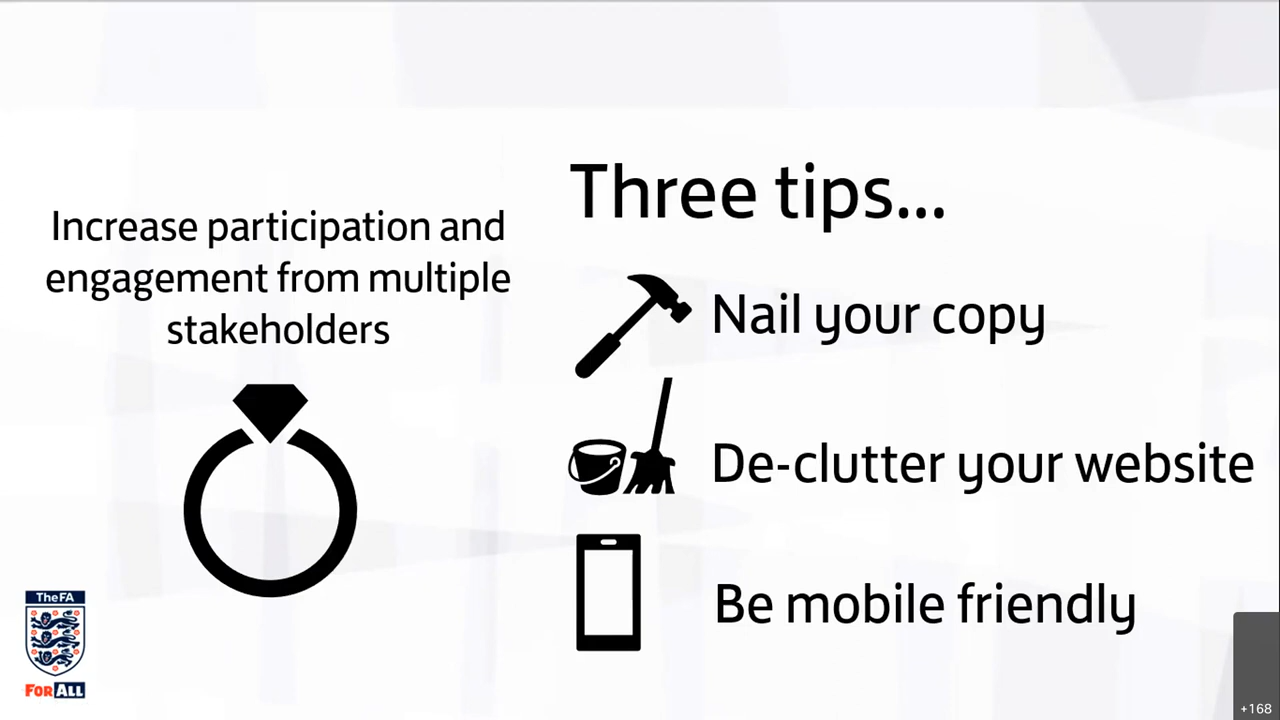 Increase participation and
engagement from multiple
stakeholders
Three tips...
Nail your copy
De-clutter your website
Be mobile friendly
The FA
FOR ALL
+168